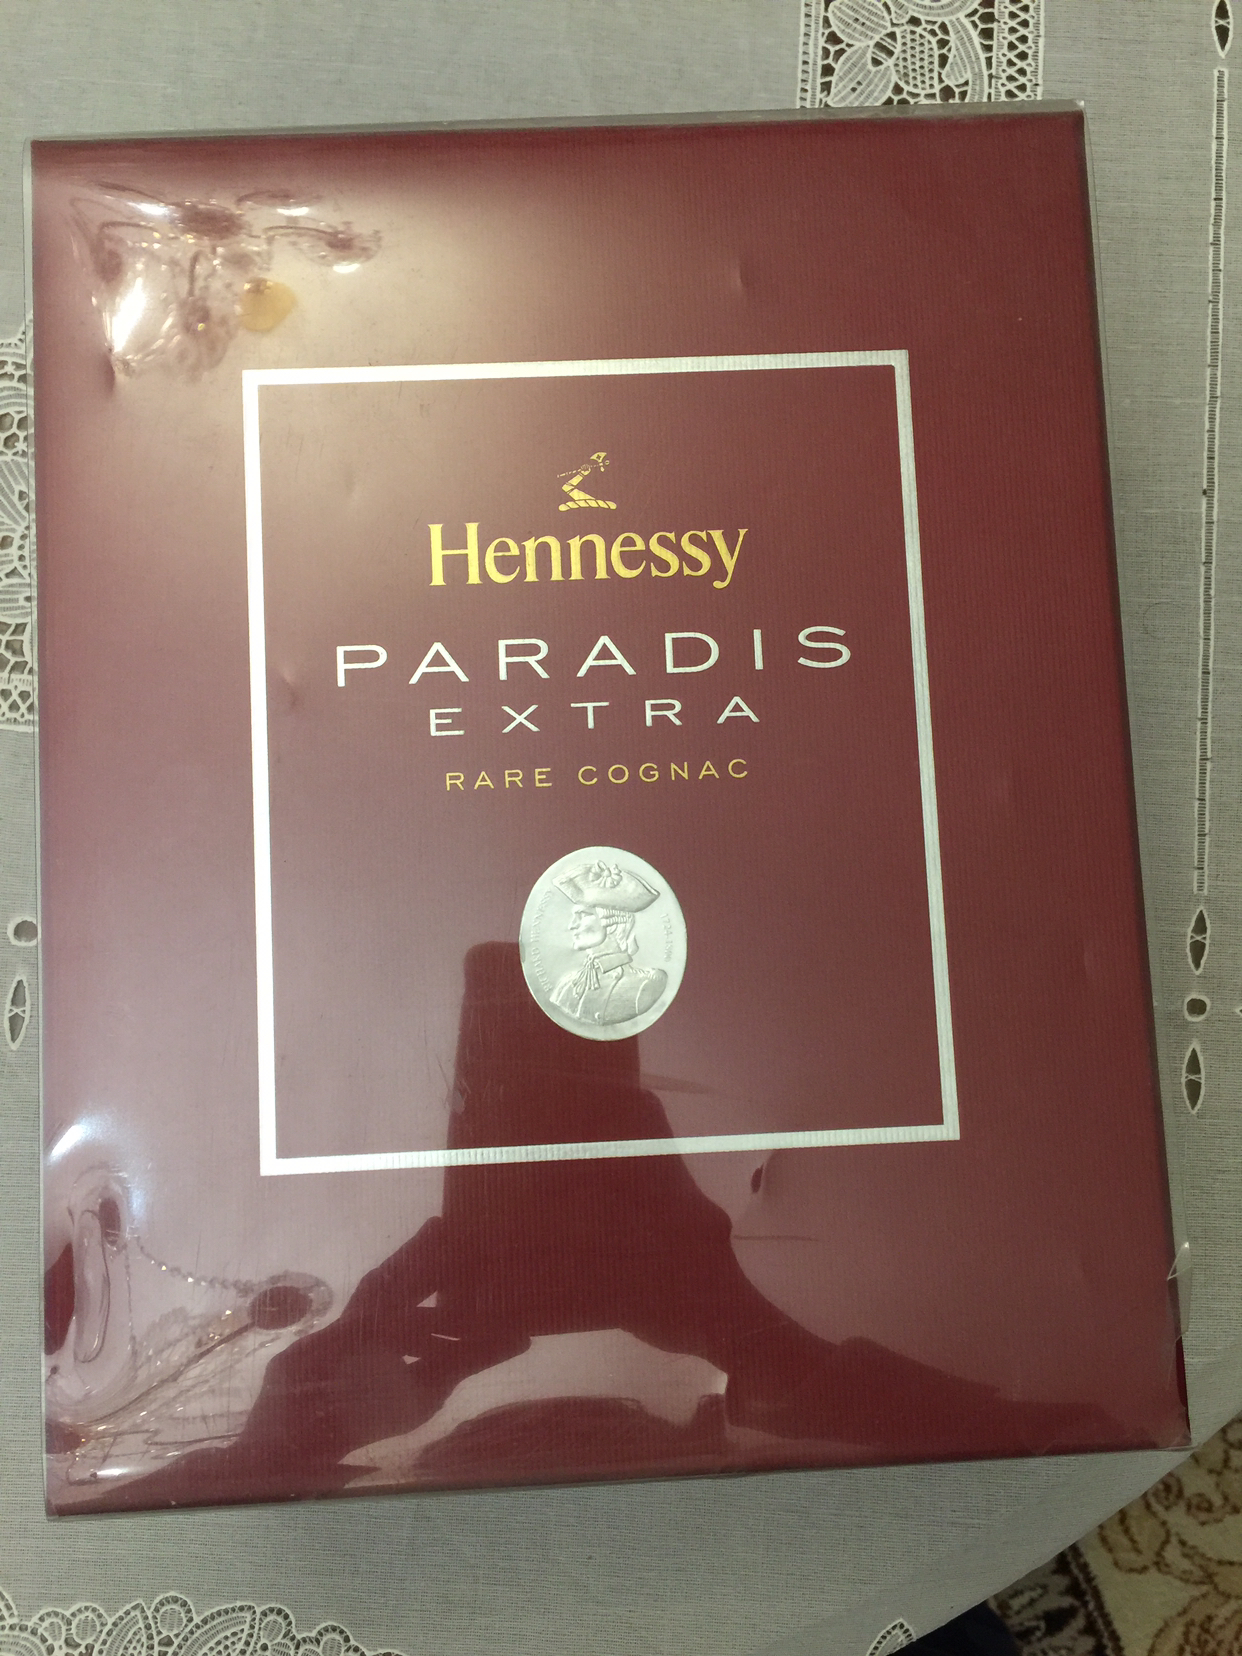 Hennessy
PARADIS
EXTRA
RARE COGNAC